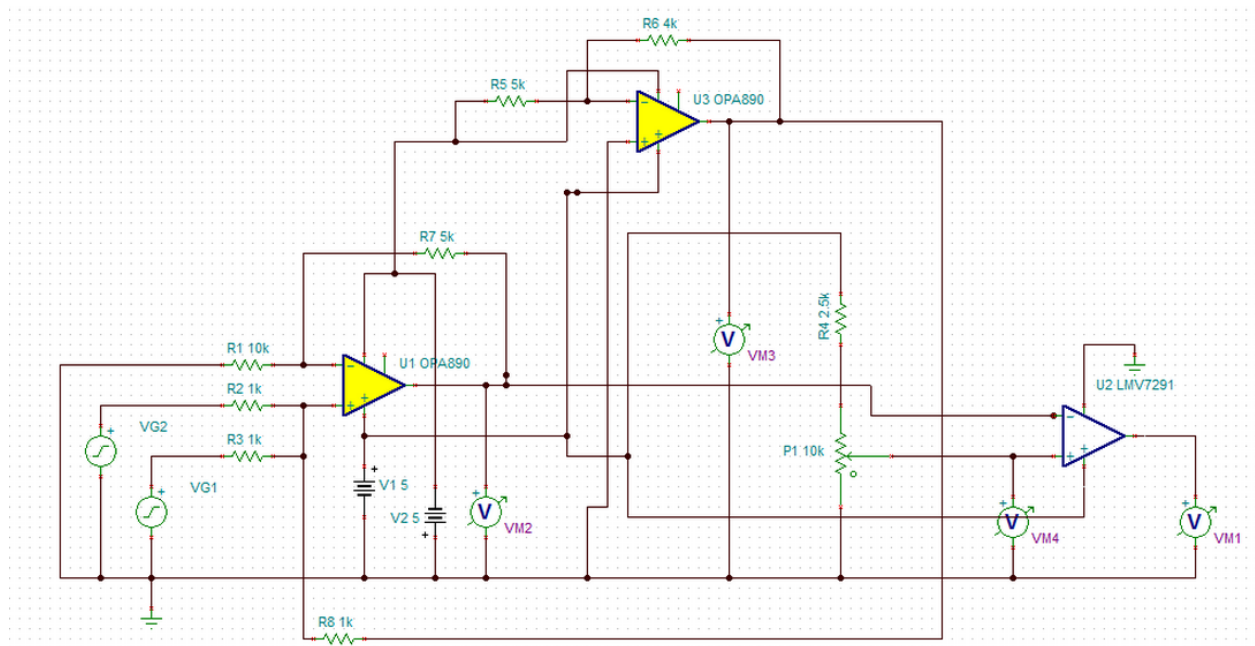 R6 4k
R5 5k
U3 OPA890
R7 5k
R4 2.5k
V
VM3
R1 10k
U1 OPA890
U2 LMV7291
R2 1k
VG2
R3 1k
P1 10k
VG1
V1 5
V2 5
V
VM2
V
VM4
V
VM1
R8 1k